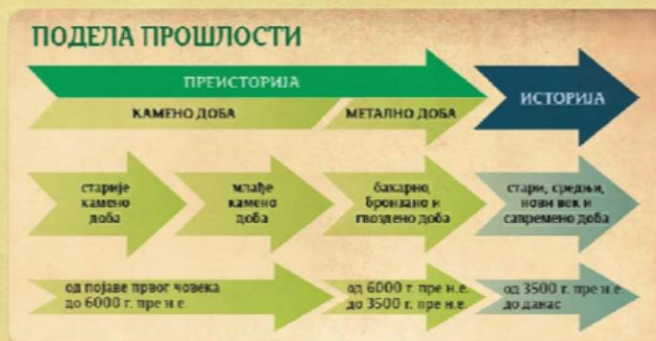 ПОДЕЛА ПРОШЛОСТИ
ПРЕИСТОРИЈА
ИСТОРИЈА
КАМЕНО ДОБА
МЕТАЛНО ДОБА
старије
камено
доба
млађе
камено
доба
бакарно,
бронзано и
гвоздено доба
стари, средњи,
нови век и
савремено доба
од појаве првог човека
до 6000 г. пре н.е.
од 6000 г. пре н.е.
до 3500 г. пре н.е.
од 3500 г. пре н.е.
до данас